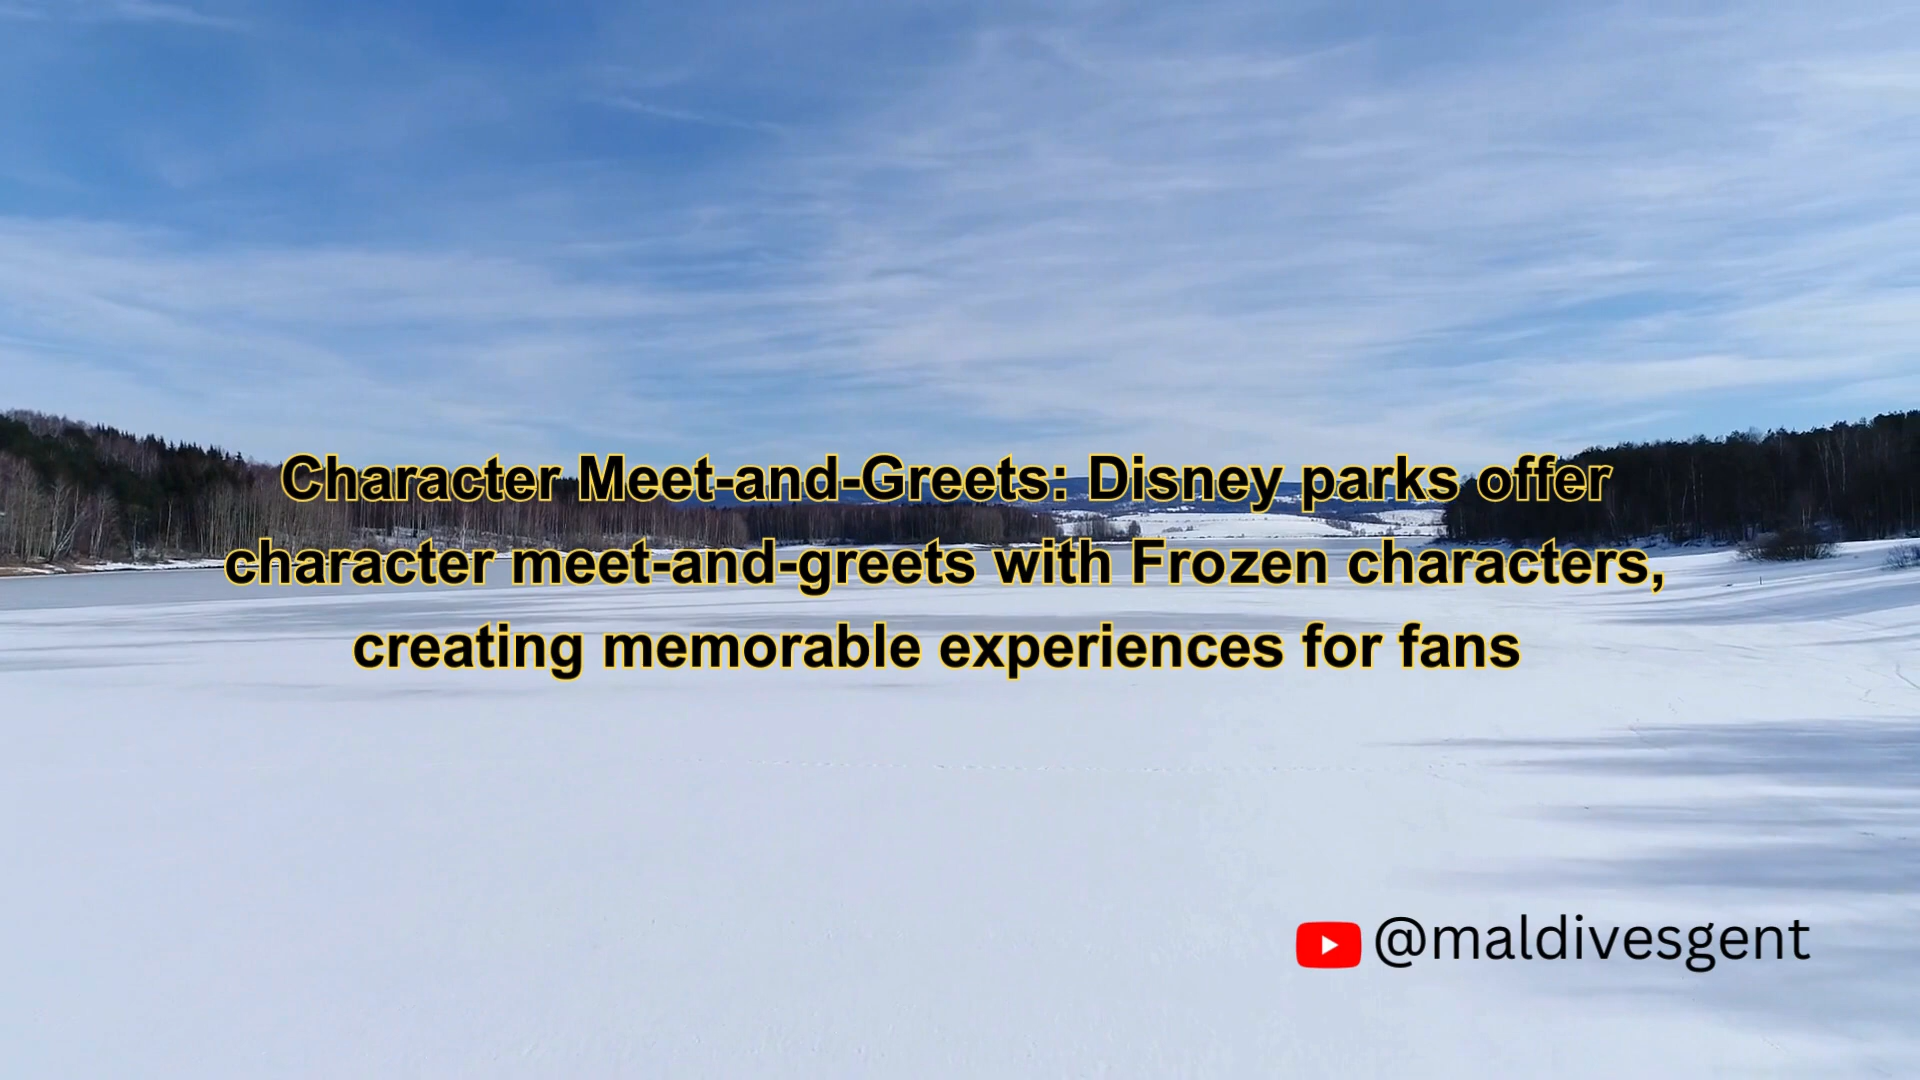 Character Meet-and-Greets: Disney parks offer
character meet-and-greets with Frozen characters,
creating memorable experiences for fans
@maldivesgent